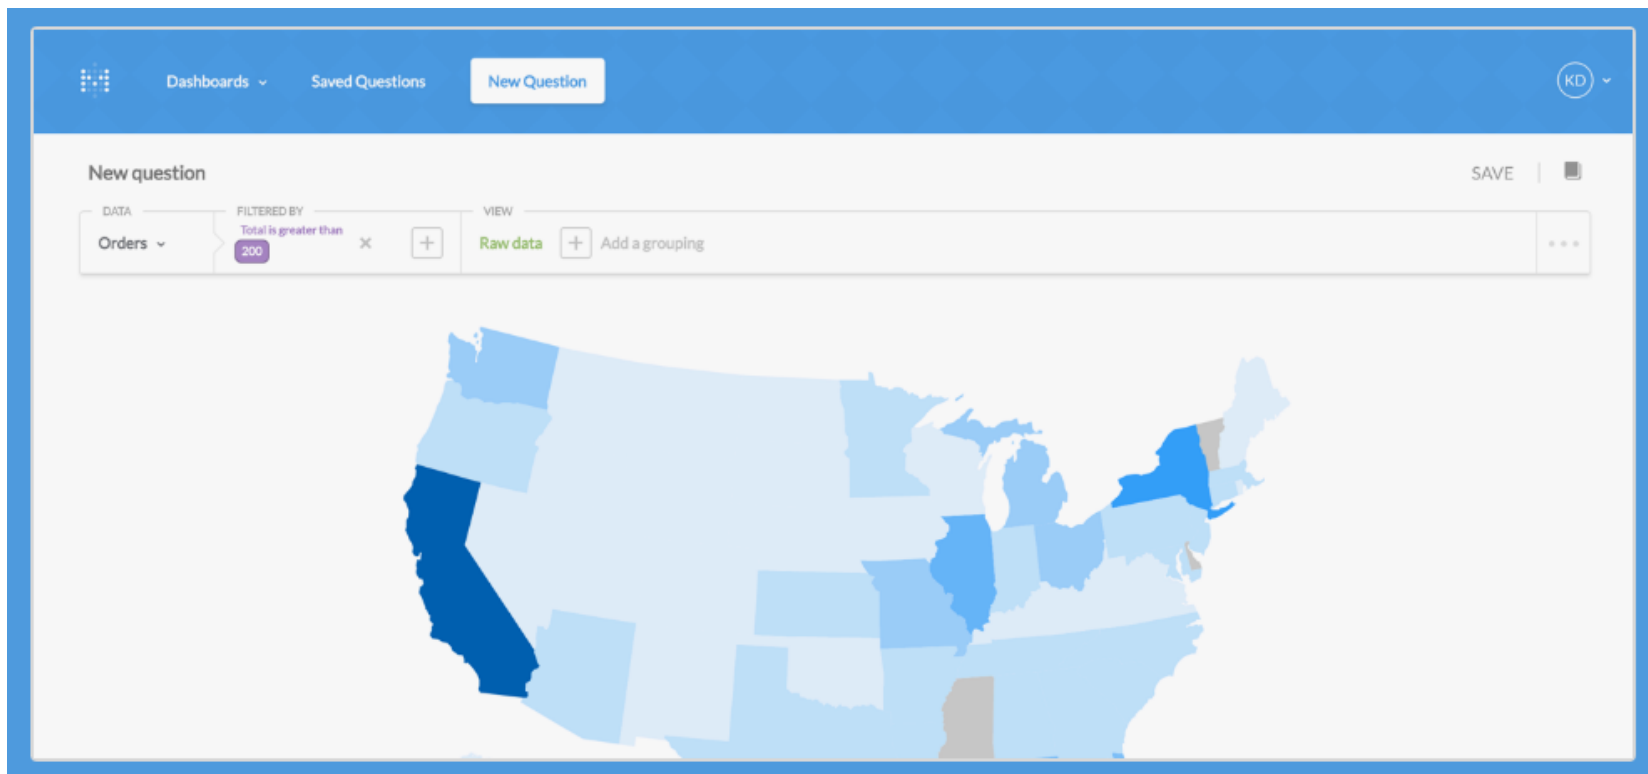 Dashboards Saved Questions New Question KD
New question SAVE
DATA FILTERED BY VIEW
Total is greater than
Orders 200 Raw data Add a grouping